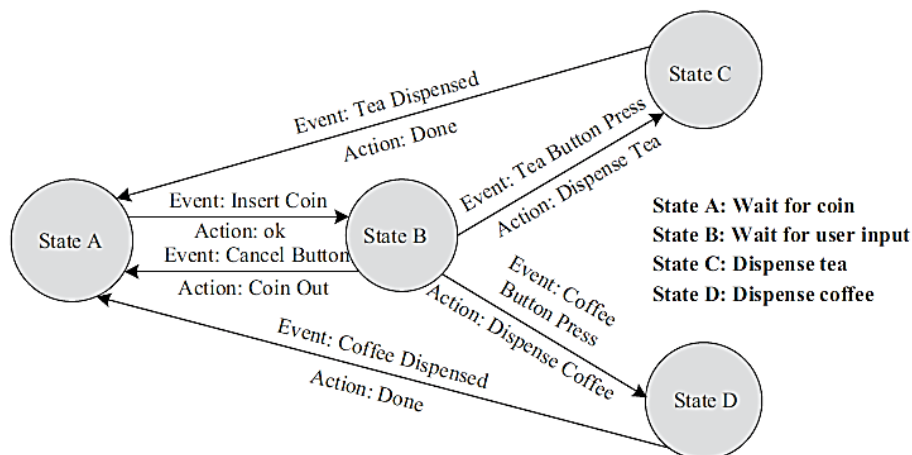 State C
Event: Tea Dispensed
Action: Done
Event: Tea Button Press
Action: Dispense Tea
State A
Event: Insert Coin
Action: ok
Event: Cancel Button
Action: Coin Out
State B
State A: Wait for coin
State B: Wait for user input
State C: Dispense tea
State D: Dispense coffee
Event: Coffee
Button Press
Action: Dispense Coffee
Event: Coffee Dispensed
Action: Done
State D